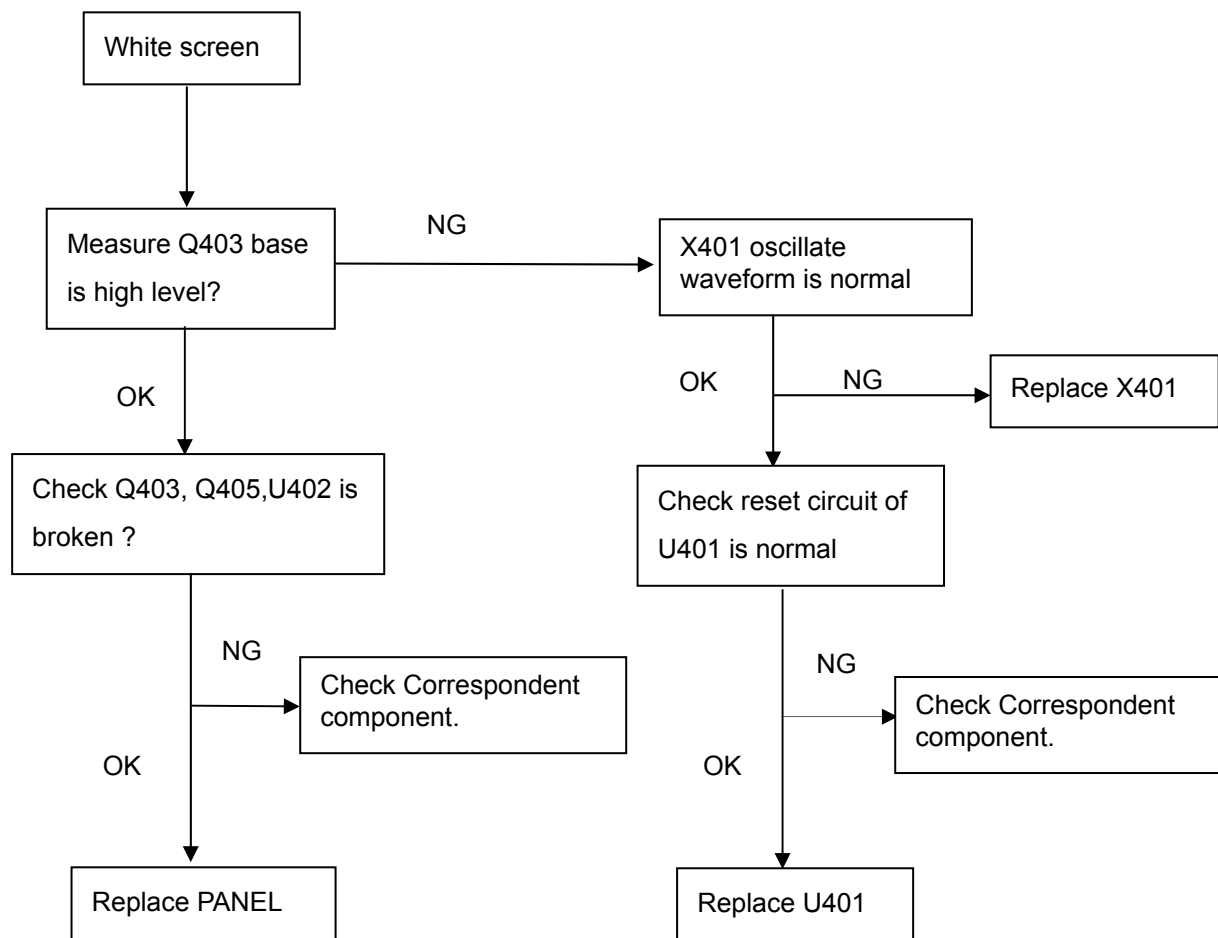 White screen
Measure Q403 base
is high level?
NG
X401 oscillate
waveform is normal
OK
OK
NG
Replace X401
Check Q403, Q405,U402 is
broken ?
Check reset circuit of
U401 is normal
NG
Check Correspondent
component.
NG
Check Correspondent
component.
OK
OK
Replace PANEL
Replace U401